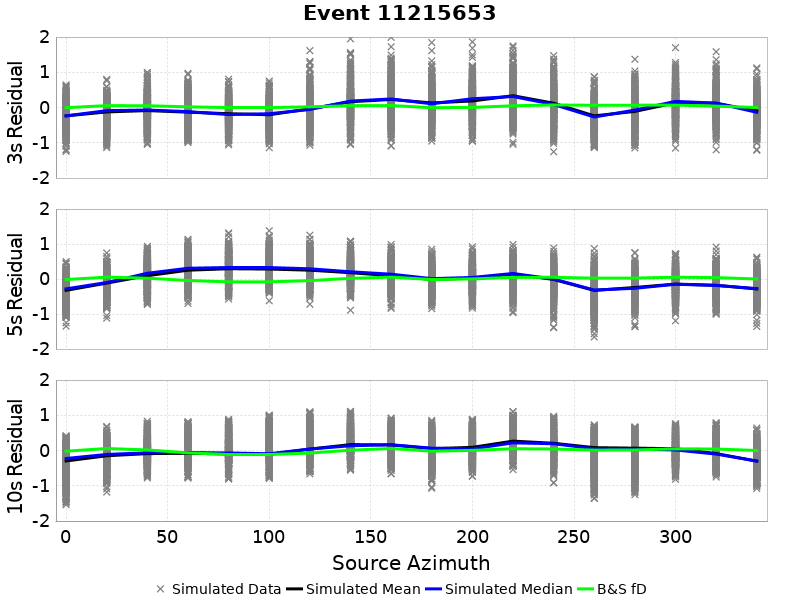 Event 11215653
3s Residual
2
1
0
-1
-2
5s Residual
2
1
0
-1
-2
10s Residual
2
1
0
-1
-2
0 50 100 150 200 250 300
Source Azimuth
Simulated Data Simulated Mean Simulated Median B&S fD